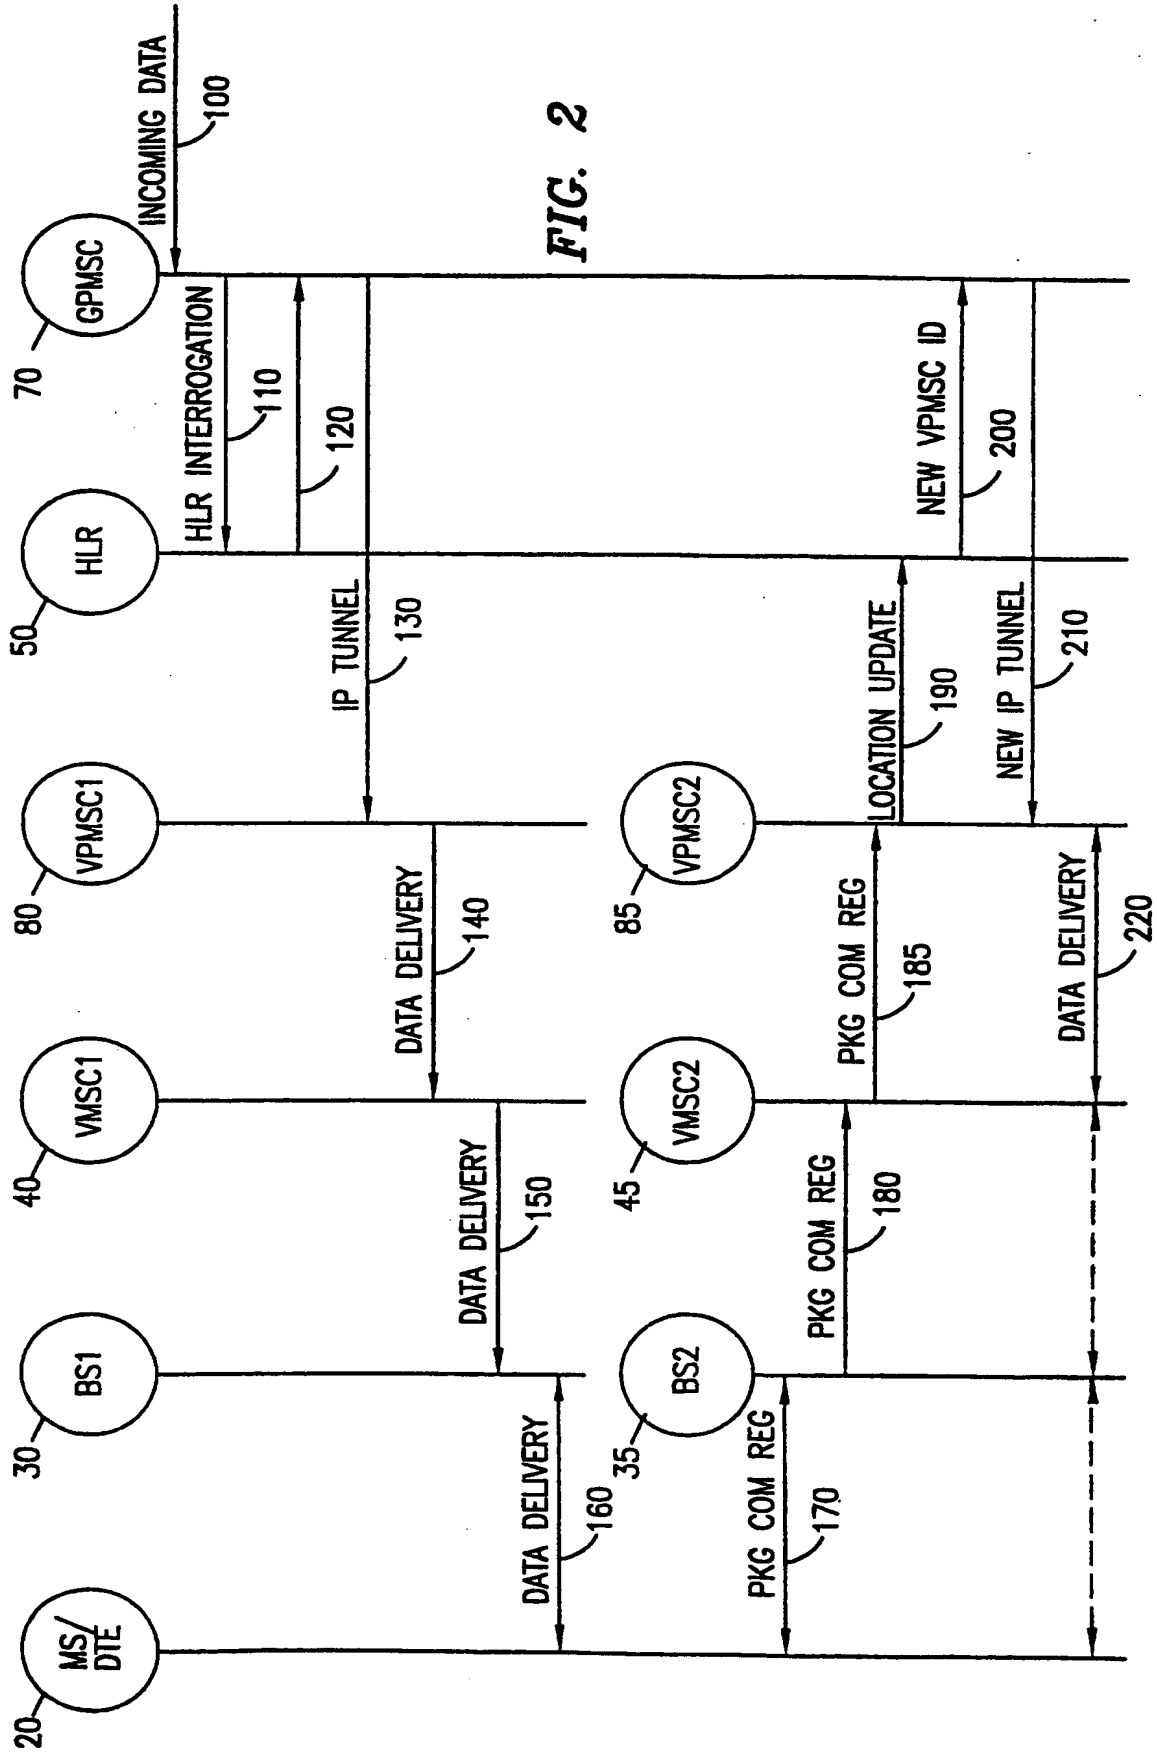 20
MS/
DTE
30
BS1
40
VMSC1
80
VPMSC1
50
HLR
70
GPMSC
INCOMING DATA
100
HLR INTERROGATION
110
120
IP TUNNEL
130
DATA DELIVERY
140
DATA DELIVERY
150
DATA DELIVERY
160
35
BS2
45
VMSC2
85
VPMSC2
PKG COM REG
170
PKG COM REG
180
PKG COM REG
185
LOCATION UPDATE
190
NEW VPMSC ID
200
NEW IP TUNNEL
210
DATA DELIVERY
220
FIG. 2